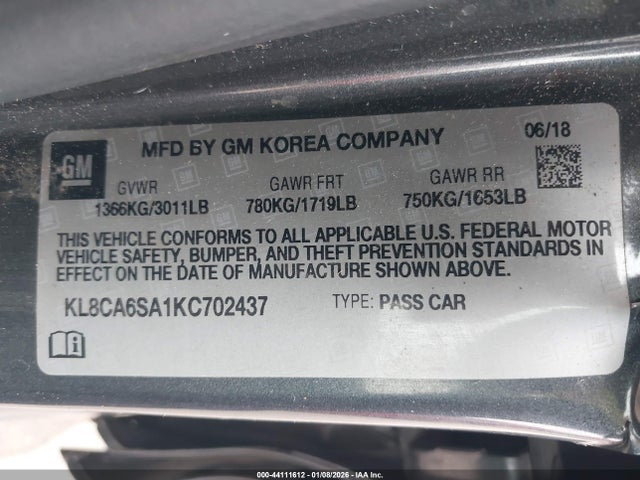 GM
MFD BY GM KOREA COMPANY
06/18
GVWR GAWR FRT GAWR RR
1366KG/3011LB 780KG/1719LB 750KG/1653LB
THIS VEHICLE CONFORMS TO ALL APPLICABLE U.S. FEDERAL MOTOR
VEHICLE SAFETY, BUMPER, AND THEFT PREVENTION STANDARDS IN
EFFECT ON THE DATE OF MANUFACTURE SHOWN ABOVE.
KL8CA6SA1KC702437 TYPE: PASS CAR
000-44111612 - 01/08/2026 - IAA Inc.